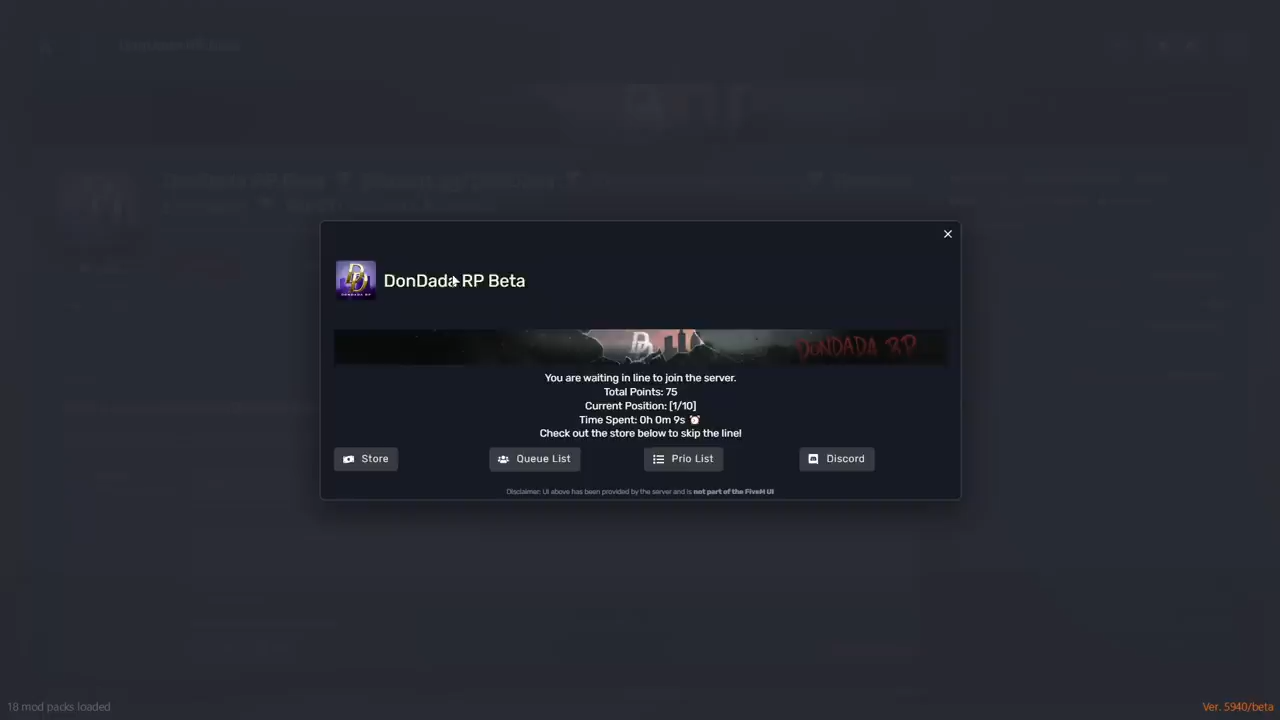 DonDada RP Beta
DONDADA RP
You are waiting in line to join the server.
Total Points: 75
Current Position: [1/10]
Time Spent: 0h 0m 9s ⏰
Check out the store below to skip the line!
Store
Queue List
Prio List
Discord
Disclaimer: UI above has been provided by the server and is not part of the FiveM UI
18 mod packs loaded
Ver. 5940/beta